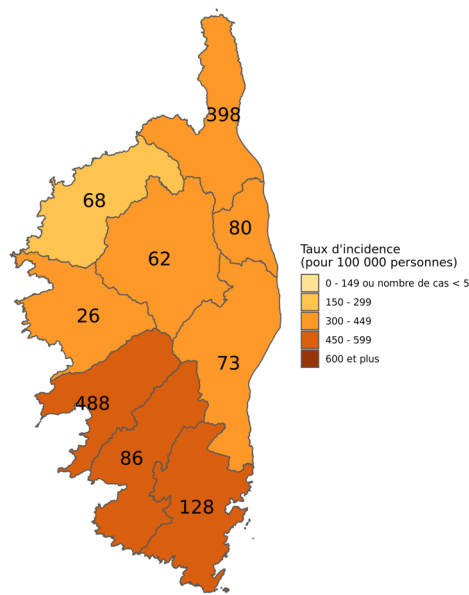 398
68
80
62
26
73
488
86
128
Taux d'incidence
(pour 100 000 personnes)
0 - 149 ou nombre de cas < 5
150 - 299
300 - 449
450 - 599
600 et plus